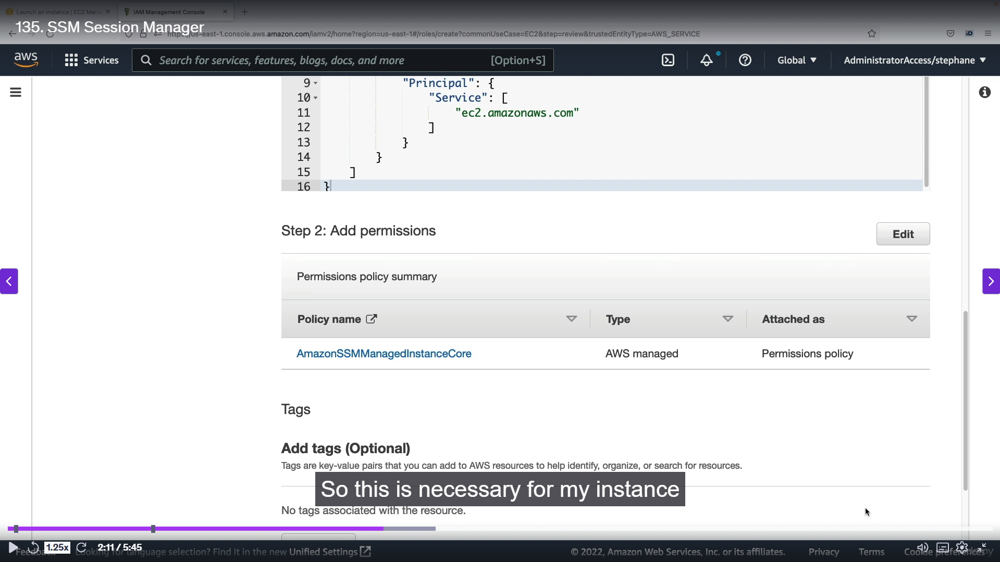 Launch an instance | EC2 Mana
IAM Management Console
135. SSM Session Manager
https://us-east-1.console.aws.amazon.com/iamv2/home?region=us-east-1#/roles/create?commonUseCase=EC2&step=review&trustedEntityType=AWS_SERVICE
aws
Services
Search for services, features, blogs, docs, and more
[Option+S]
Global
AdministratorAccess/stephane
9 "Principal": {
10 "Service": [
11 "ec2.amazonaws.com"
12 ]
13 }
14 }
15 ]
16 }
Step 2: Add permissions
Edit
Permissions policy summary
Policy name
Type
Attached as
AmazonSSMManagedInstanceCore
AWS managed
Permissions policy
Tags
Add tags (Optional)
Tags are key-value pairs that you can add to AWS resources to help identify, organize, or search for resources.
So this is necessary for my instance
No tags associated with the resource.
1.25x
2:11 / 5:45
Looking for language selection? Find it in the new Unified Settings
© 2022, Amazon Web Services, Inc. or its affiliates.
Privacy
Terms
Cookie preferences